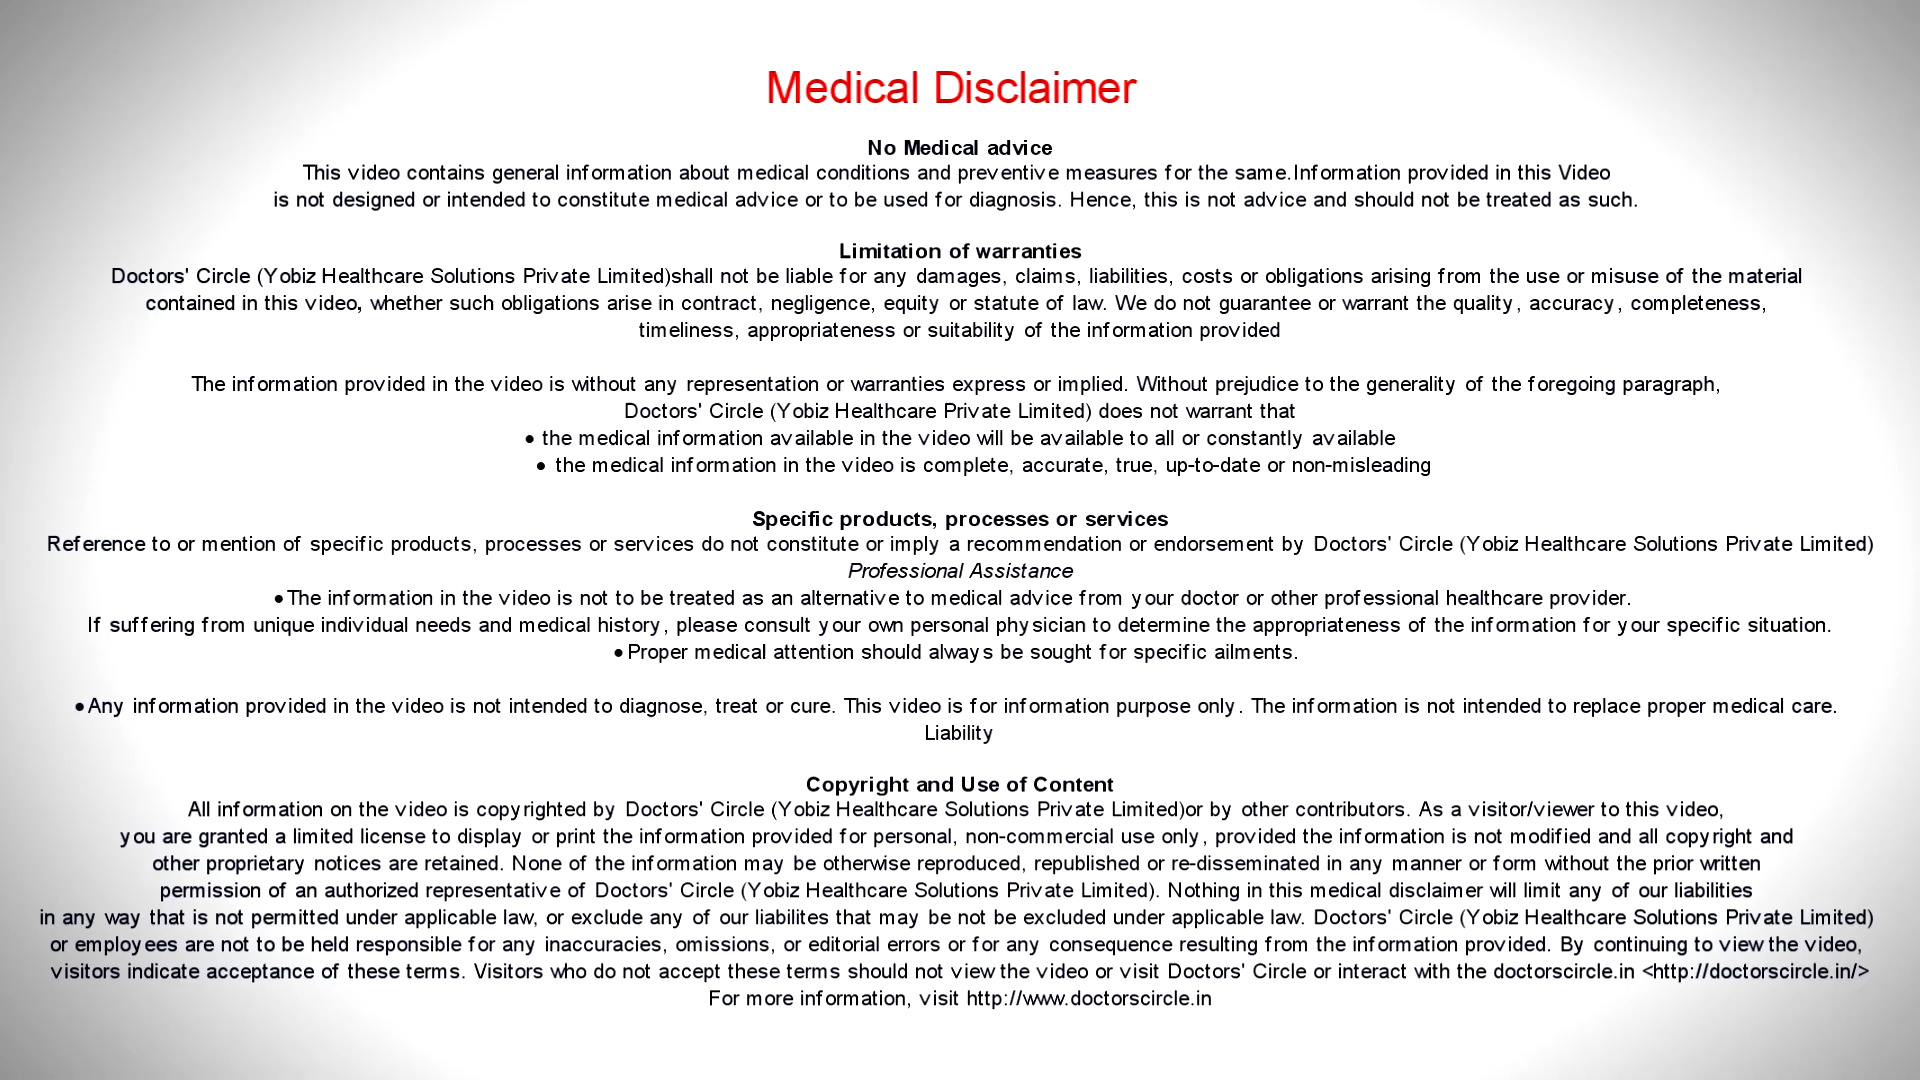 Medical Disclaimer
No Medical advice
This video contains general information about medical conditions and preventive measures for the same.Information provided in this Video
is not designed or intended to constitute medical advice or to be used for diagnosis. Hence, this is not advice and should not be treated as such.
Limitation of warranties
Doctors' Circle (Yobiz Healthcare Solutions Private Limited)shall not be liable for any damages, claims, liabilities, costs or obligations arising from the use or misuse of the material
contained in this video, whether such obligations arise in contract, negligence, equity or statute of law. We do not guarantee or warrant the quality, accuracy, completeness,
timeliness, appropriateness or suitability of the information provided
The information provided in the video is without any representation or warranties express or implied. Without prejudice to the generality of the foregoing paragraph,
Doctors' Circle (Yobiz Healthcare Private Limited) does not warrant that
• the medical information available in the video will be available to all or constantly available
• the medical information in the video is complete, accurate, true, up-to-date or non-misleading
Specific products, processes or services
Reference to or mention of specific products, processes or services do not constitute or imply a recommendation or endorsement by Doctors' Circle (Yobiz Healthcare Solutions Private Limited)
Professional Assistance
•The information in the video is not to be treated as an alternative to medical advice from your doctor or other professional healthcare provider.
If suffering from unique individual needs and medical history, please consult your own personal physician to determine the appropriateness of the information for your specific situation.
•Proper medical attention should always be sought for specific ailments.
•Any information provided in the video is not intended to diagnose, treat or cure. This video is for information purpose only. The information is not intended to replace proper medical care.
Liability
Copyright and Use of Content
All information on the video is copyrighted by Doctors' Circle (Yobiz Healthcare Solutions Private Limited)or by other contributors. As a visitor/viewer to this video,
you are granted a limited license to display or print the information provided for personal, non-commercial use only, provided the information is not modified and all copyright and
other proprietary notices are retained. None of the information may be otherwise reproduced, republished or re-disseminated in any manner or form without the prior written
permission of an authorized representative of Doctors' Circle (Yobiz Healthcare Solutions Private Limited). Nothing in this medical disclaimer will limit any of our liabilities
in any way that is not permitted under applicable law, or exclude any of our liabilites that may be not be excluded under applicable law. Doctors' Circle (Yobiz Healthcare Solutions Private Limited)
or employees are not to be held responsible for any inaccuracies, omissions, or editorial errors or for any consequence resulting from the information provided. By continuing to view the video,
visitors indicate acceptance of these terms. Visitors who do not accept these terms should not view the video or visit Doctors' Circle or interact with the doctorscircle.in <http://doctorscircle.in/>
For more information, visit http://www.doctorscircle.in